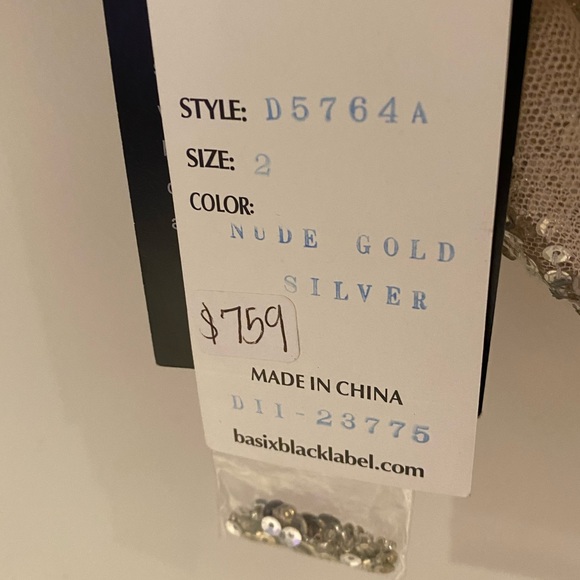 STYLE: D5764A
SIZE: 2
COLOR:
NUDE GOLD
SILVER
$759
MADE IN CHINA
D11-23775
basixblacklabel.com